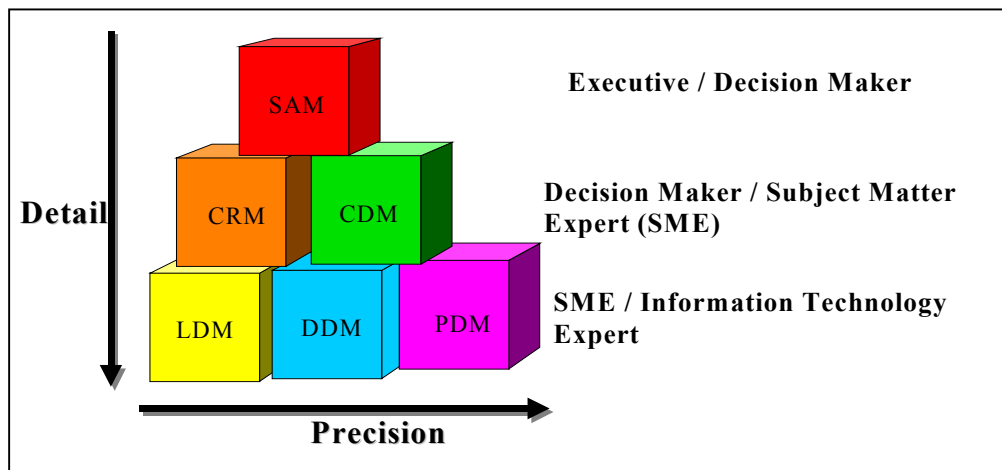 SAM
Executive / Decision Maker
CRM
CDM
Decision Maker / Subject Matter
Expert (SME)
Detail
LDM
DDM
PDM
SME / Information Technology
Expert
Precision